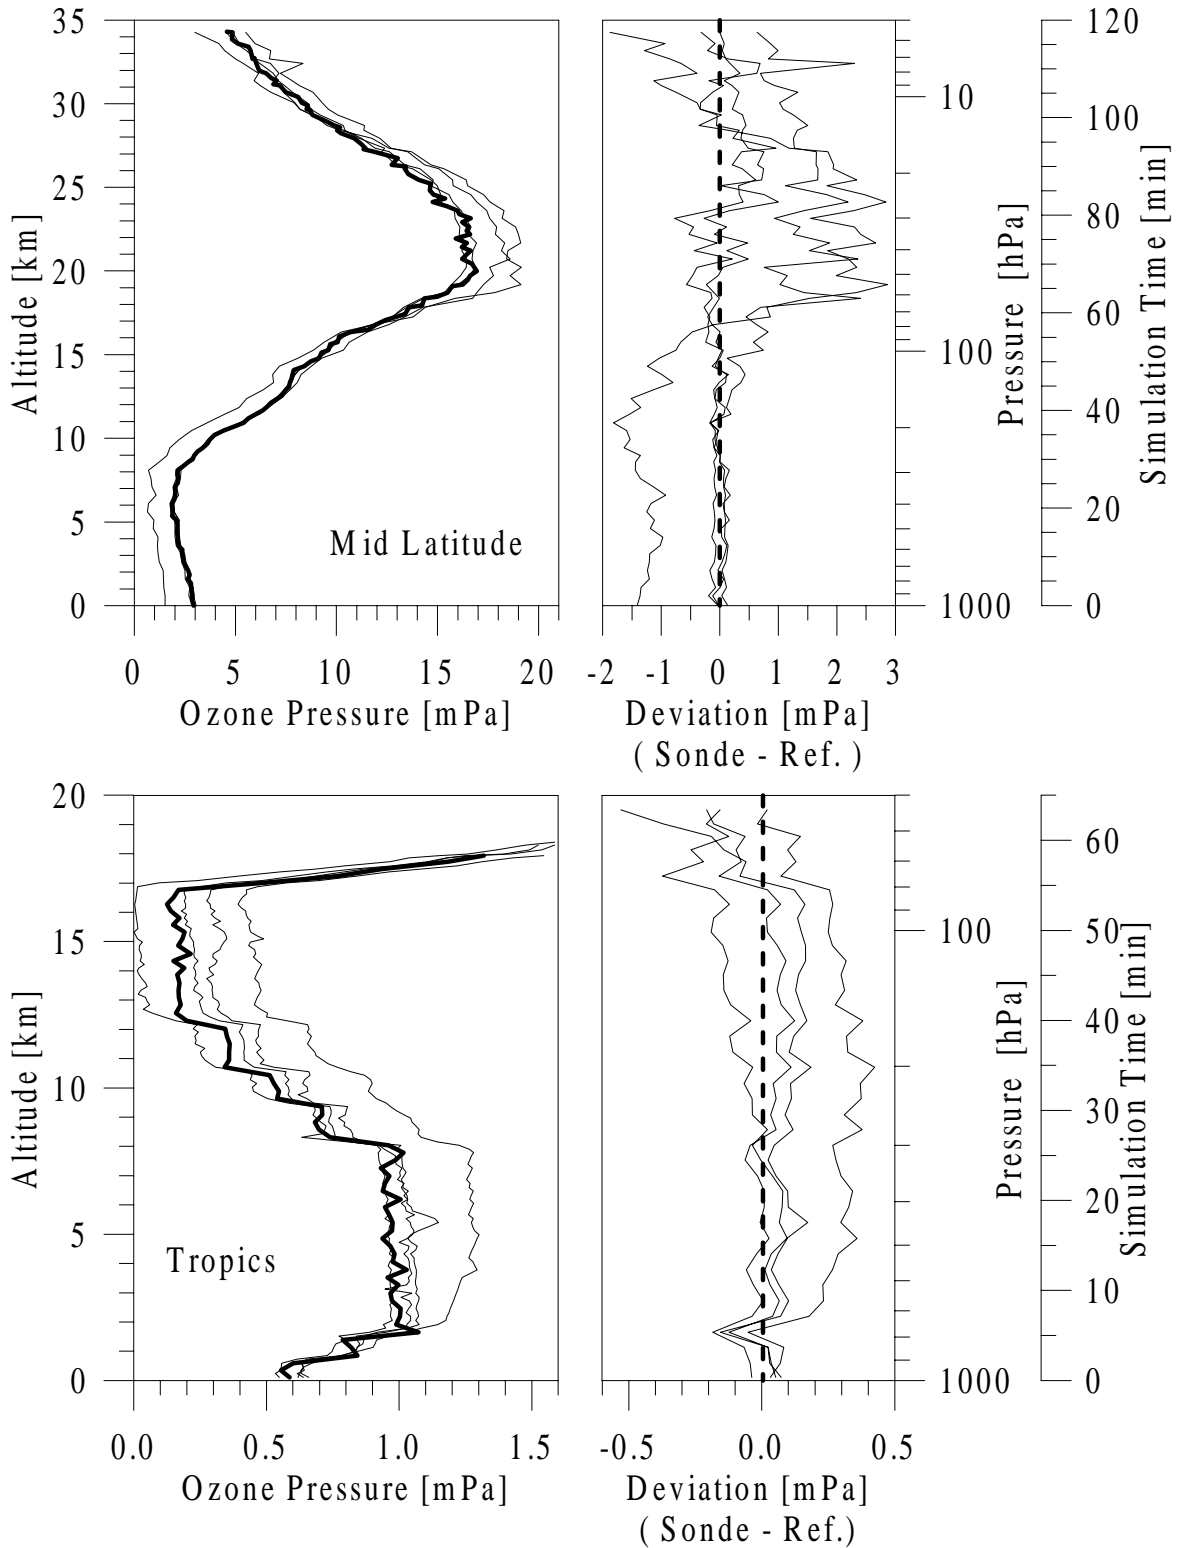 35
30
25
20
15
10
5
0
Altitude [km]
Mid Latitude
0 5 10 15 20
Ozone Pressure [mPa]
-2 -1 0 1 2 3
Deviation [mPa]
( Sonde - Ref. )
10
100
1000
Pressure [hPa]
120
100
80
60
40
20
0
Simulation Time [min]
20
15
10
5
0
Altitude [km]
Tropics
0.0 0.5 1.0 1.5
Ozone Pressure [mPa]
-0.5 0.0 0.5
Deviation [mPa]
( Sonde - Ref.)
100
1000
Pressure [hPa]
60
50
40
30
20
10
0
Simulation Time [min]